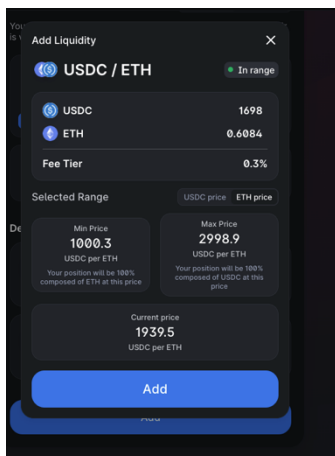 Add Liquidity
USDC / ETH
In range
USDC 1698
ETH 0.6084
Fee Tier 0.3%
Selected Range USDC price ETH price
Min Price
1000.3
USDC per ETH
Your position will be 100%
composed of ETH at this price
Max Price
2998.9
USDC per ETH
Your position will be 100%
composed of USDC at this
price
Current price
1939.5
USDC per ETH
Add